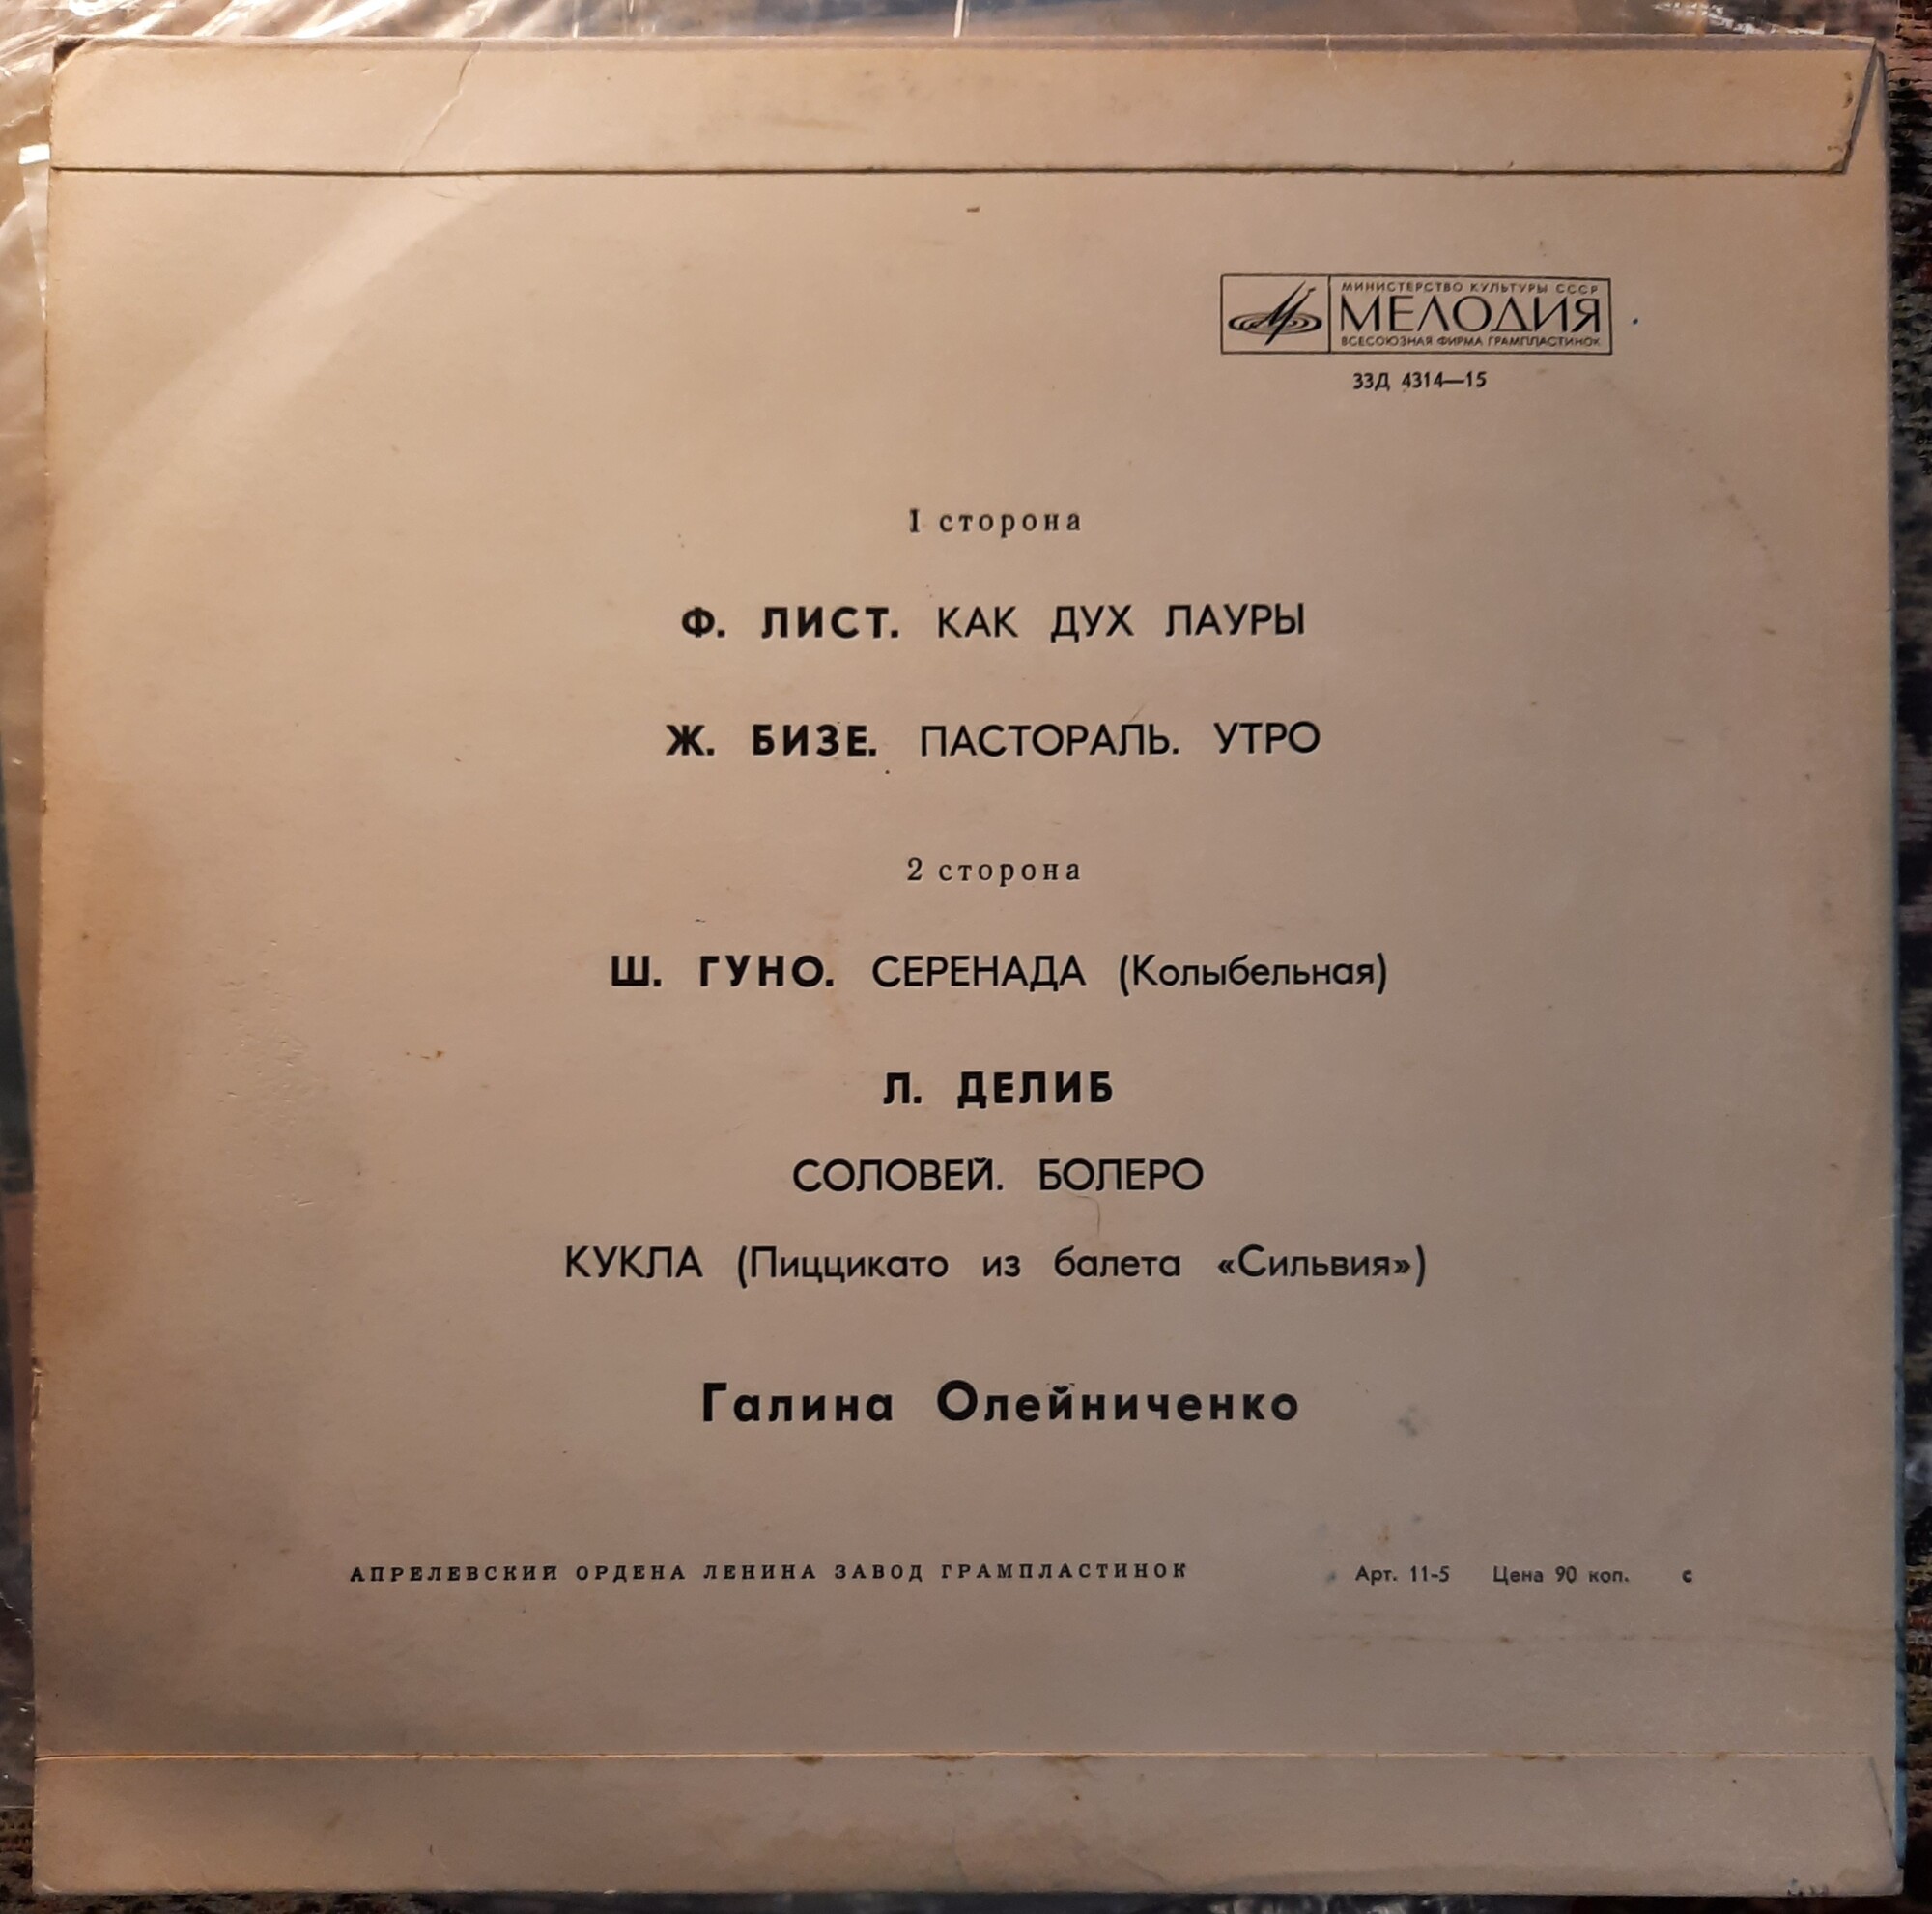 МИНИСТЕРСТВО КУЛЬТУРЫ СССР
МЕЛОДИЯ
ВСЕСОЮЗНАЯ ФИРМА ГРАМПЛАСТИНОК
33Д 4314—15
I сторона
Ф. ЛИСТ. КАК ДУХ ЛАУРЫ
Ж. БИЗЕ. ПАСТОРАЛЬ. УТРО
2 сторона
Ш. ГУНО. СЕРЕНАДА (Колыбельная)
Л. ДЕЛИБ
СОЛОВЕЙ. БОЛЕРО
КУКЛА (Пиццикато из балета «Сильвия»)
Галина Олейниченко
АПРЕЛЕВСКИЙ ОРДЕНА ЛЕНИНА ЗАВОД ГРАМПЛАСТИНОК Арт. 11-5 Цена 90 коп. с